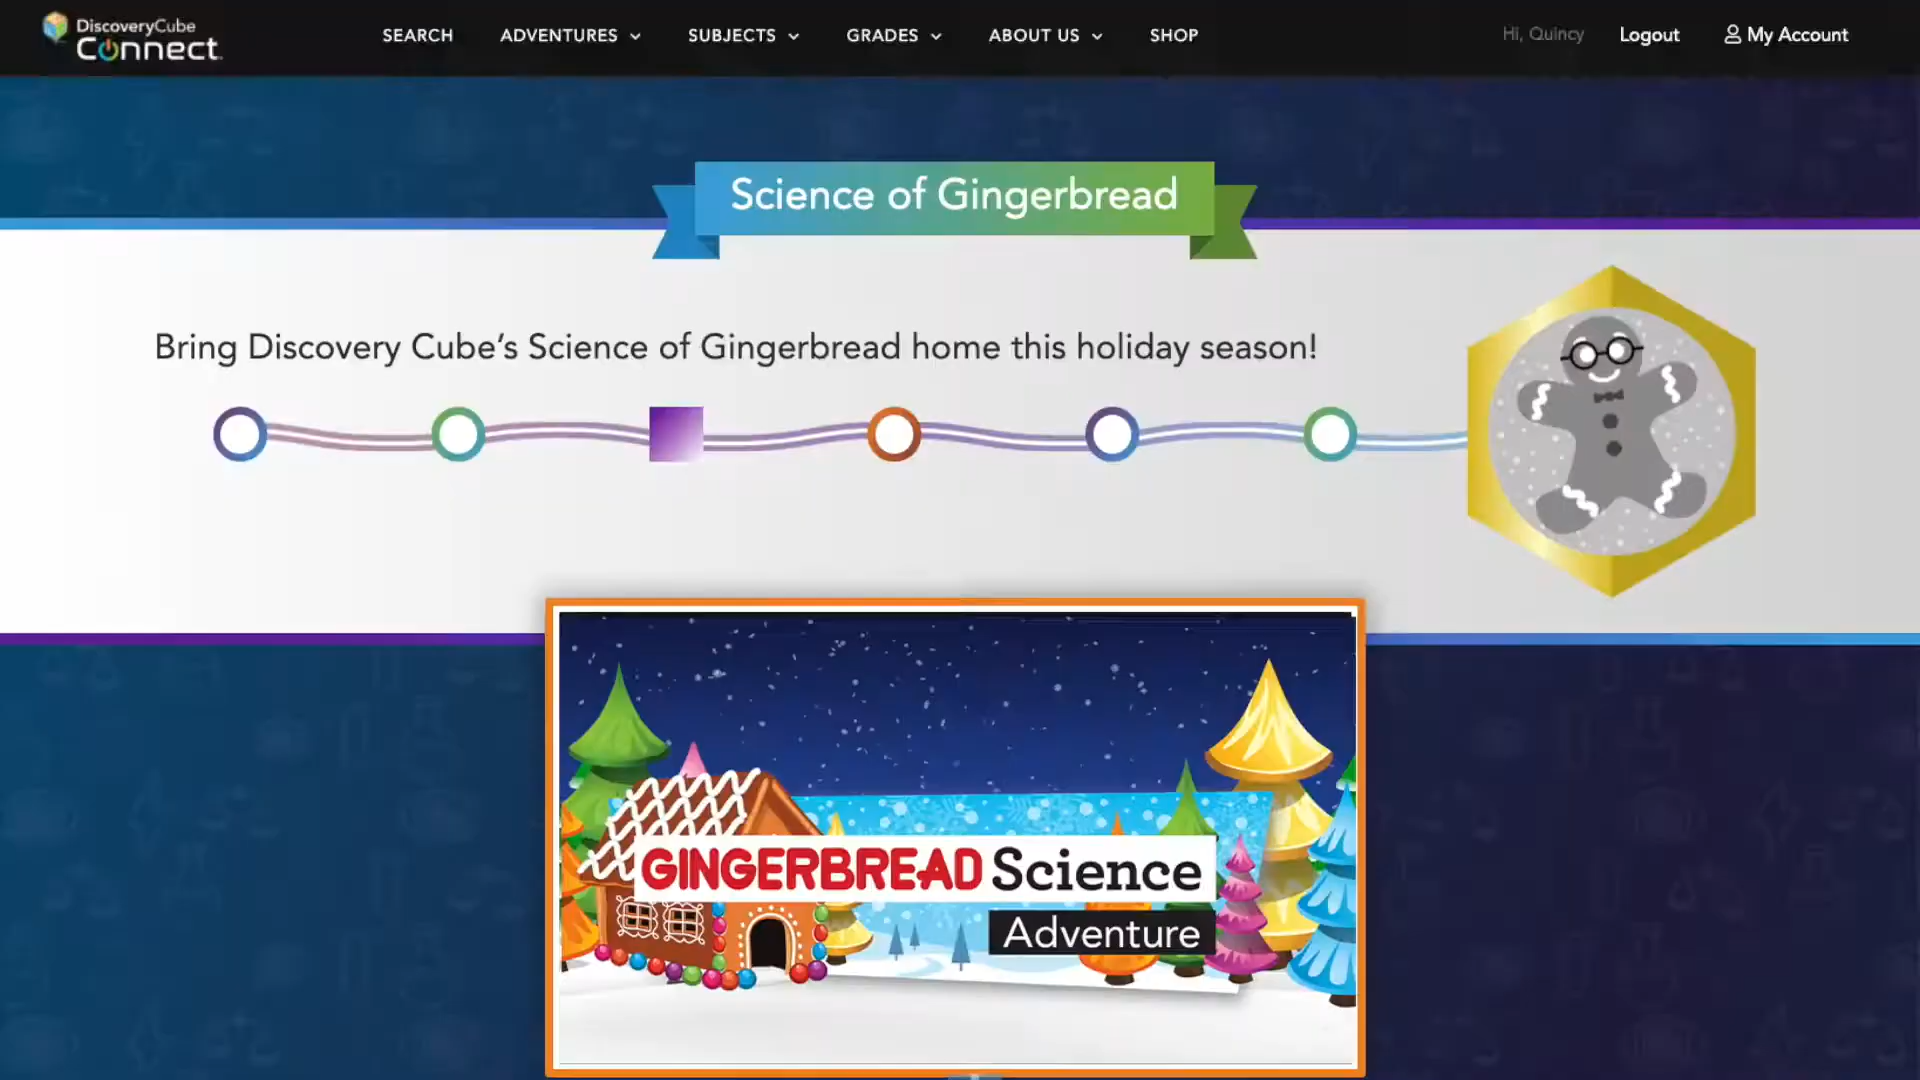 DiscoveryCube
Connect
SEARCH
ADVENTURES
SUBJECTS
GRADES
ABOUT US
SHOP
Hi, Quincy
Logout
My Account
Science of Gingerbread
Bring Discovery Cube’s Science of Gingerbread home this holiday season!
GINGERBREAD Science
Adventure